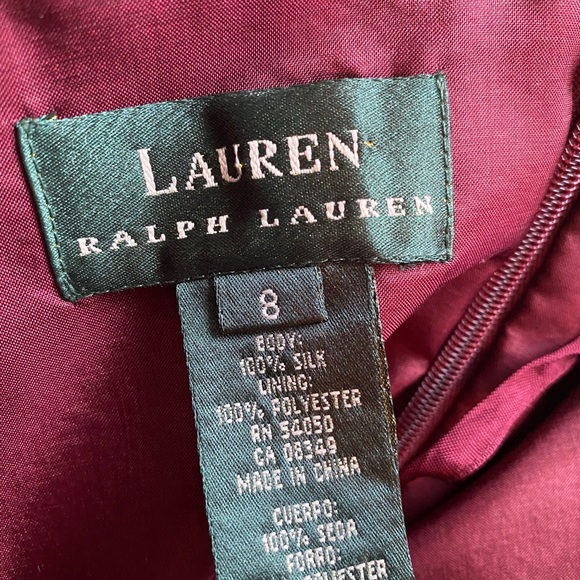 LAUREN
RALPH LAUREN
8
BODY:
100% SILK
LINING:
100% POLYESTER
RN 54050
CA 08349
MADE IN CHINA
CUERPO:
100% SEDA
FORRO:
POLYESTER